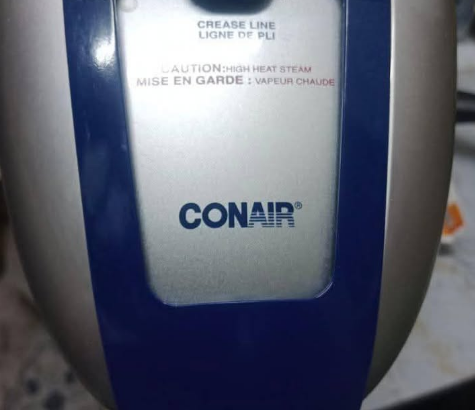 CREASE LINE
LIGNE DE PLI
CAUTION: HIGH HEAT STEAM
MISE EN GARDE : VAPEUR CHAUDE
CONAIR®